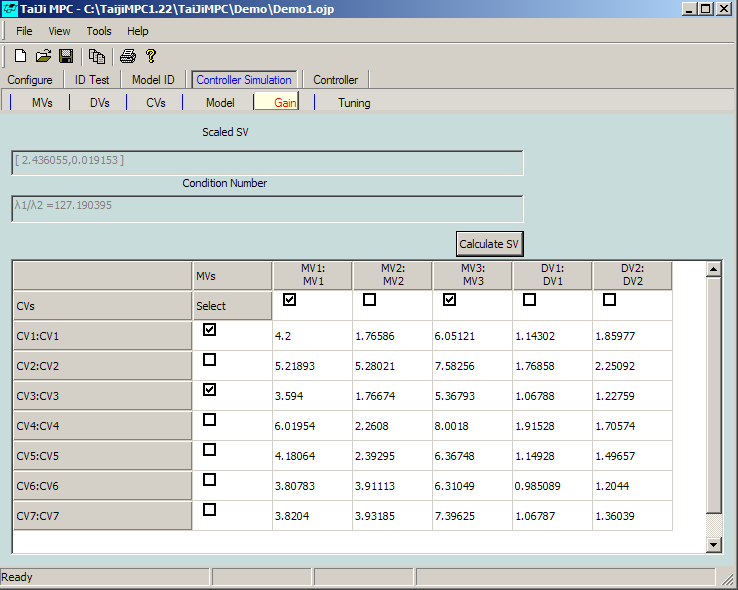 TaiJi MPC - C:\TaijiMPC1.22\TaiJiMPC\Demo\Demo1.ojp
File View Tools Help
Configure ID Test Model ID Controller Simulation Controller
MVs DVs CVs Model Gain Tuning
Scaled SV
[ 2.436055,0.019153 ]
Condition Number
λ1/λ2 =127.190395
Calculate SV
MVs MV1: MV1 MV2: MV2 MV3: MV3 DV1: DV1 DV2: DV2
CVs Select
CV1:CV1 4.2 1.76586 6.05121 1.14302 1.85977
CV2:CV2 5.21893 5.28021 7.58256 1.76858 2.25092
CV3:CV3 3.594 1.76674 5.36793 1.06788 1.22759
CV4:CV4 6.01954 2.2608 8.0018 1.91528 1.70574
CV5:CV5 4.18064 2.39295 6.36748 1.14928 1.49657
CV6:CV6 3.80783 3.91113 6.31049 0.985089 1.2044
CV7:CV7 3.8204 3.93185 7.39625 1.06787 1.36039
Ready